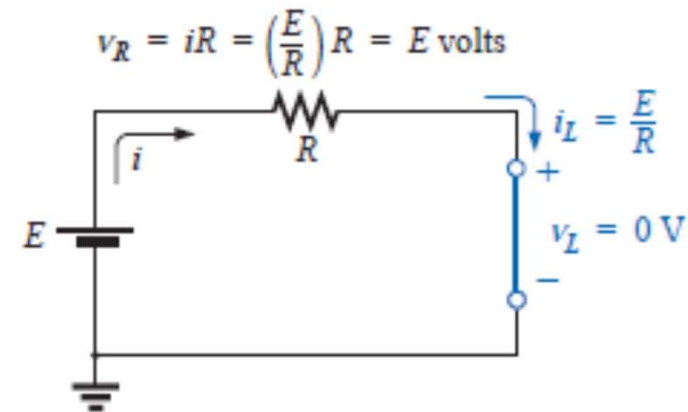 v_R = iR = (E/R) R = E volts
i_L = E/R
R
i
+
E
v_L = 0 V
−